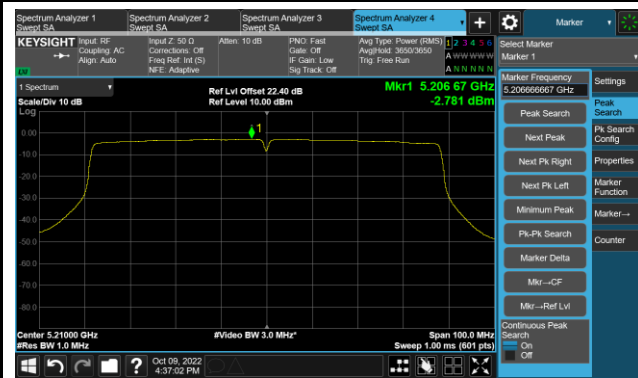 Spectrum Analyzer 1
Swept SA
Spectrum Analyzer 2
Swept SA
Spectrum Analyzer 3
Swept SA
Spectrum Analyzer 4
Swept SA
Marker
KEYSIGHT
Input: RF
Coupling: AC
Align: Auto
Input Z: 50 Ω
Corrections: Off
Freq Ref: Int (S)
NFE: Adaptive
Atten: 10 dB
PNO: Fast
Gate: Off
IF Gain: Low
Sig Track: Off
Avg Type: Power (RMS)
Avg|Hold: 3650/3650
Trig: Free Run
1 2 3 4 5 6
A W W W W W
A N N N N N
LXI
Select Marker
Marker 1
1 Spectrum
Scale/Div 10 dB
Log
Ref Lvl Offset 22.40 dB
Ref Level 10.00 dBm
Mkr1 5.206 67 GHz
-2.781 dBm
1
0.00
-10.0
-20.0
-30.0
-40.0
-50.0
-60.0
-70.0
-80.0
Center 5.21000 GHz
#Res BW 1.0 MHz
#Video BW 3.0 MHz*
Span 100.0 MHz
Sweep 1.00 ms (601 pts)
Marker Frequency
5.206666667 GHz
Peak Search
Next Peak
Next Pk Right
Next Pk Left
Minimum Peak
Pk-Pk Search
Marker Delta
Mkr→CF
Mkr→Ref Lvl
Continuous Peak
Search
On
Off
Settings
Peak
Search
Pk Search
Config
Properties
Marker
Function
Marker→
Counter
?
Oct 09, 2022
4:37:02 PM